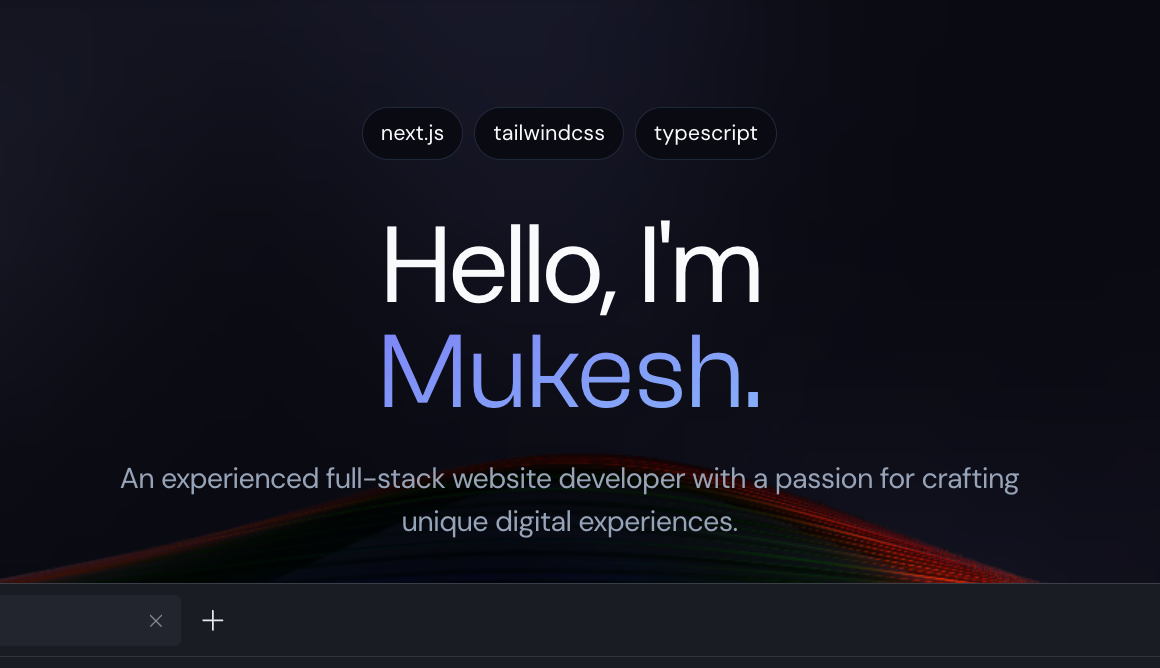 next.js tailwindcss typescript
Hello, I'm
Mukesh.
An experienced full-stack website developer with a passion for crafting
unique digital experiences.